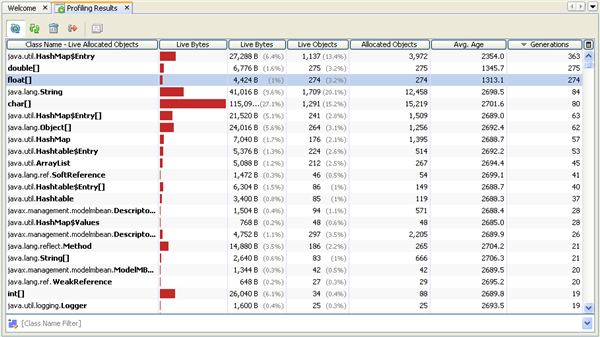 Welcome Profiling Results
Class Name - Live Allocated Objects Live Bytes Live Bytes Live Objects Allocated Objects Avg. Age Generations
java.util.HashMap$Entry 27,288 B (6.4%) 1,137 (13.4%) 3,972 2354.0 363
double[] 6,776 B (1.6%) 275 (3.2%) 275 1345.7 275
float[] 4,424 B (1%) 274 (3.2%) 274 1313.1 274
java.lang.String 41,016 B (9.6%) 1,709 (20.1%) 12,458 2698.5 84
char[] 115,09... (27.1%) 1,291 (15.2%) 15,219 2701.6 80
java.util.HashMap$Entry[] 21,520 B (5.1%) 241 (2.8%) 1,509 2689.0 63
java.lang.Object[] 24,016 B (5.6%) 264 (3.1%) 1,256 2692.4 62
java.util.HashMap 7,040 B (1.7%) 176 (2.1%) 1,395 2688.7 57
java.util.Hashtable$Entry 5,376 B (1.3%) 224 (2.6%) 514 2692.2 53
java.util.ArrayList 5,088 B (1.2%) 212 (2.5%) 267 2694.4 45
java.lang.ref.SoftReference 1,472 B (0.3%) 46 (0.5%) 54 2699.1 41
java.util.Hashtable$Entry[] 6,304 B (1.5%) 86 (1%) 149 2688.7 40
java.util.Hashtable 3,400 B (0.8%) 85 (1%) 119 2688.3 37
javax.management.modelmbean.Descripto... 1,504 B (0.4%) 94 (1.1%) 571 2688.4 28
java.util.HashMap$Values 768 B (0.2%) 48 (0.6%) 48 2685.0 28
javax.management.modelmbean.Descripto... 4,752 B (1.1%) 297 (3.5%) 2,205 2689.9 26
java.lang.reflect.Method 14,880 B (3.5%) 186 (2.2%) 265 2704.2 21
java.lang.String[] 2,640 B (0.6%) 83 (1%) 666 2706.3 21
javax.management.modelmbean.ModelMB... 1,344 B (0.3%) 42 (0.5%) 42 2689.5 20
java.lang.ref.WeakReference 648 B (0.2%) 27 (0.3%) 29 2695.2 20
int[] 26,040 B (6.1%) 34 (0.4%) 88 2689.8 21
java.util.logging.Logger 1,600 B (0.4%) 25 (0.3%) 25 2693.5 19
[Class Name Filter]